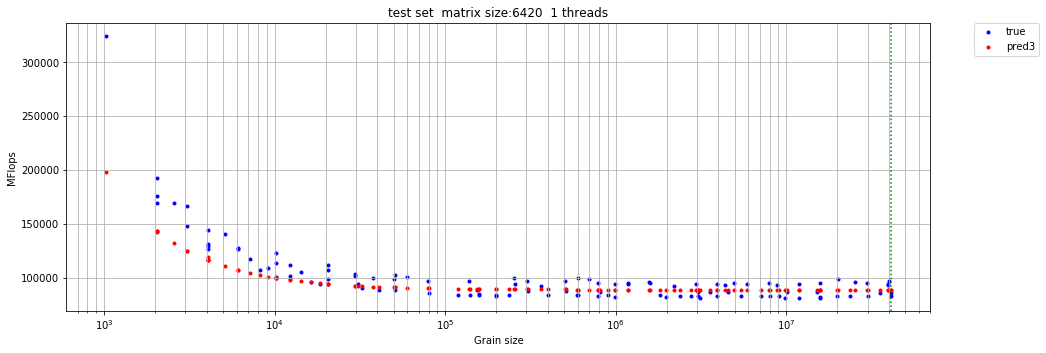 test set  matrix size:6420  1 threads
true
pred3
300000
250000
200000
150000
100000
MFlops
10³
10⁴
10⁵
10⁶
10⁷
Grain size